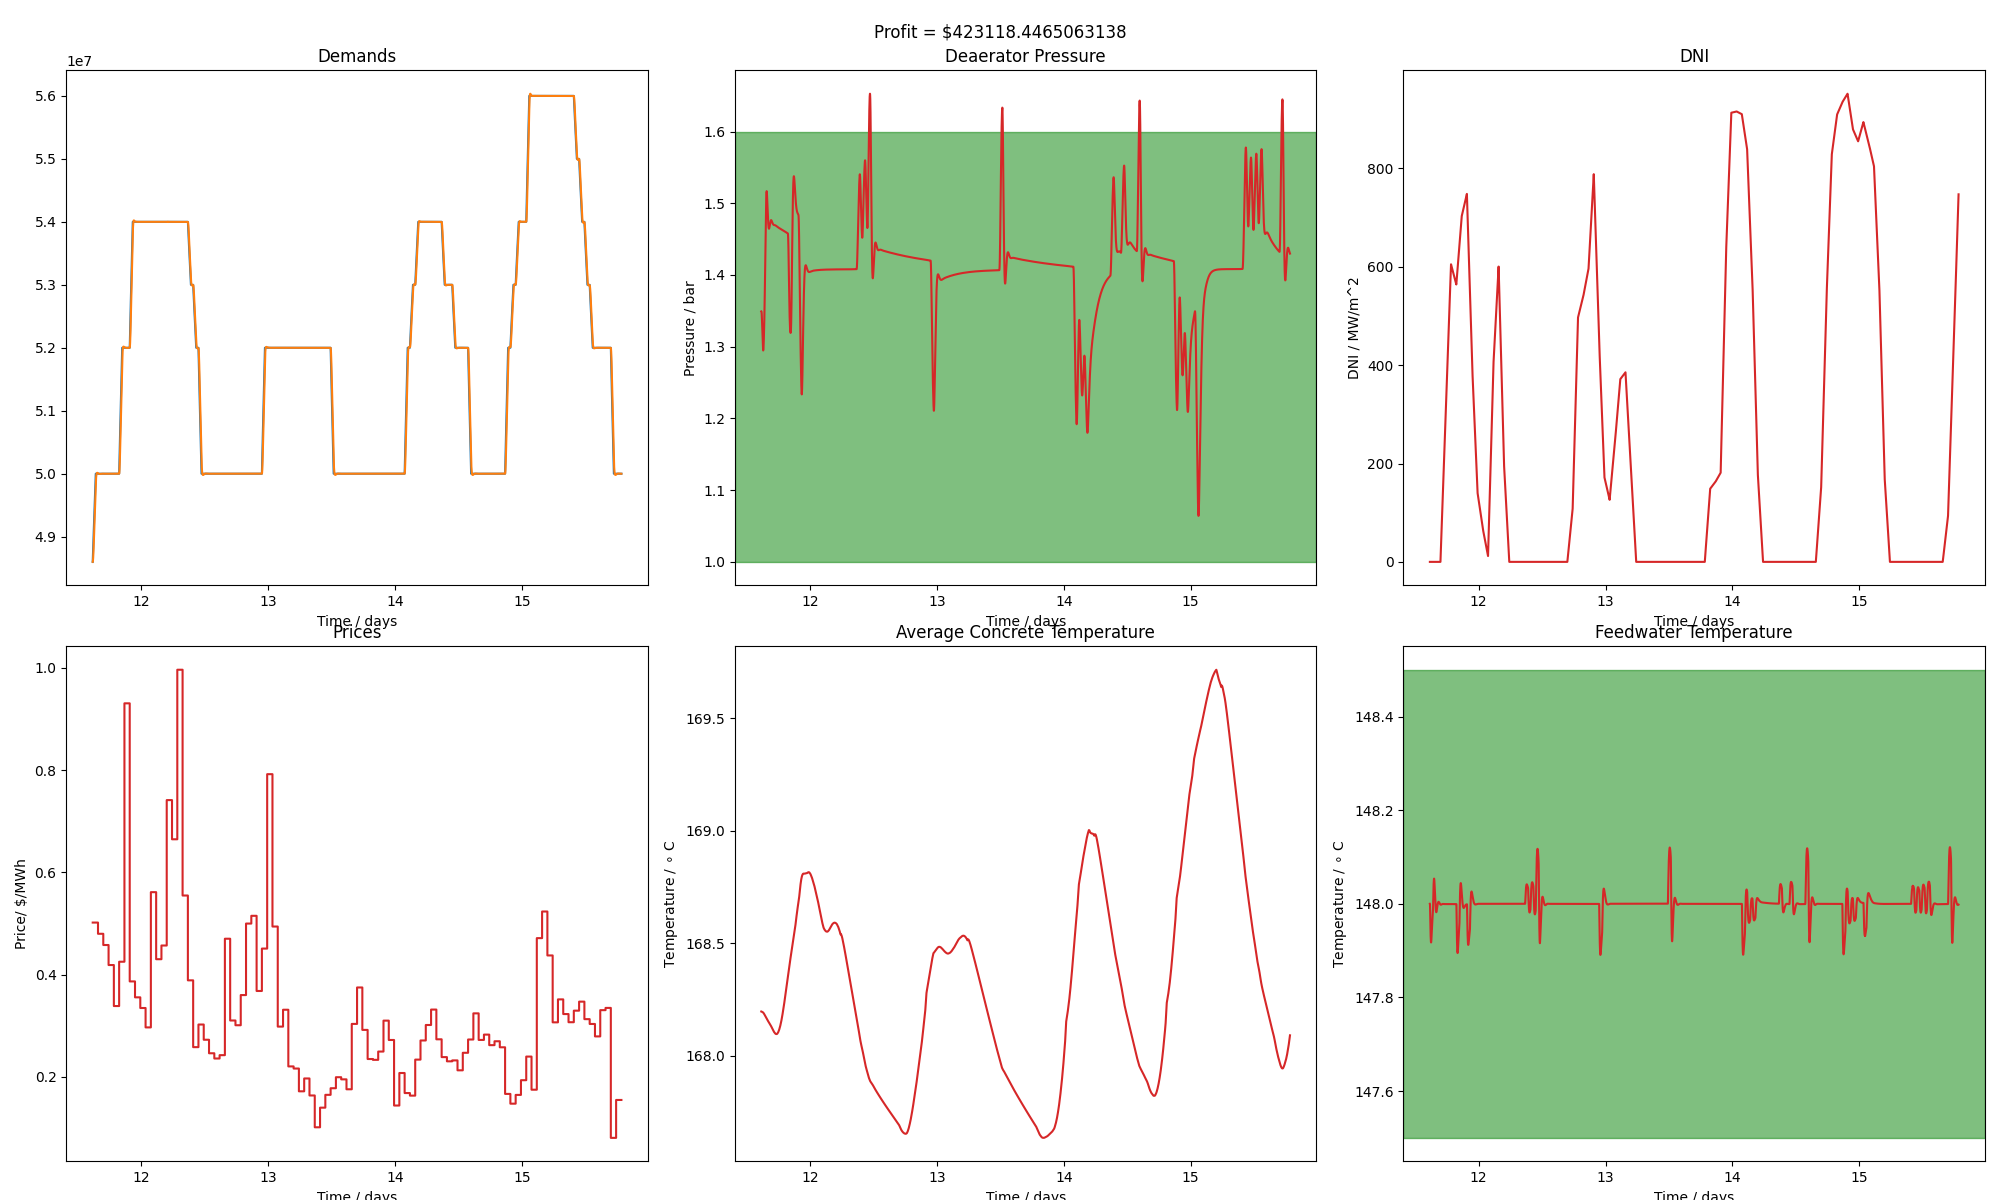 Profit = $423118.4465063138
Demands
1e7
5.6
5.5
5.4
5.3
5.2
5.1
5.0
4.9
12 13 14 15
Time / days
Deaerator Pressure
Pressure / bar
1.6
1.5
1.4
1.3
1.2
1.1
1.0
12 13 14 15
Time / days
DNI
DNI / MW/m^2
800
600
400
200
0
12 13 14 15
Time / days
Prices
Price/ $/MWh
1.0
0.8
0.6
0.4
0.2
12 13 14 15
Time / days
Average Concrete Temperature
Temperature / ∘ C
169.5
169.0
168.5
168.0
12 13 14 15
Time / days
Feedwater Temperature
Temperature / ∘ C
148.4
148.2
148.0
147.8
147.6
12 13 14 15
Time / days